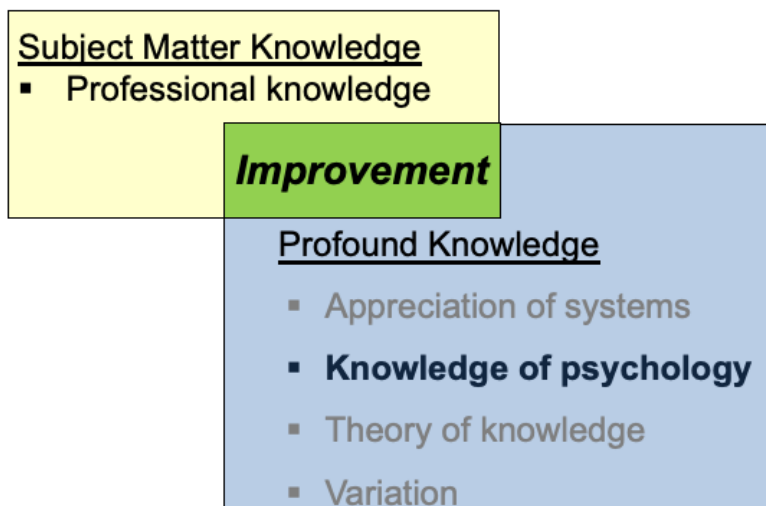 Subject Matter Knowledge
▪ Professional knowledge
Improvement
Profound Knowledge
▪ Appreciation of systems
▪ Knowledge of psychology
▪ Theory of knowledge
▪ Variation